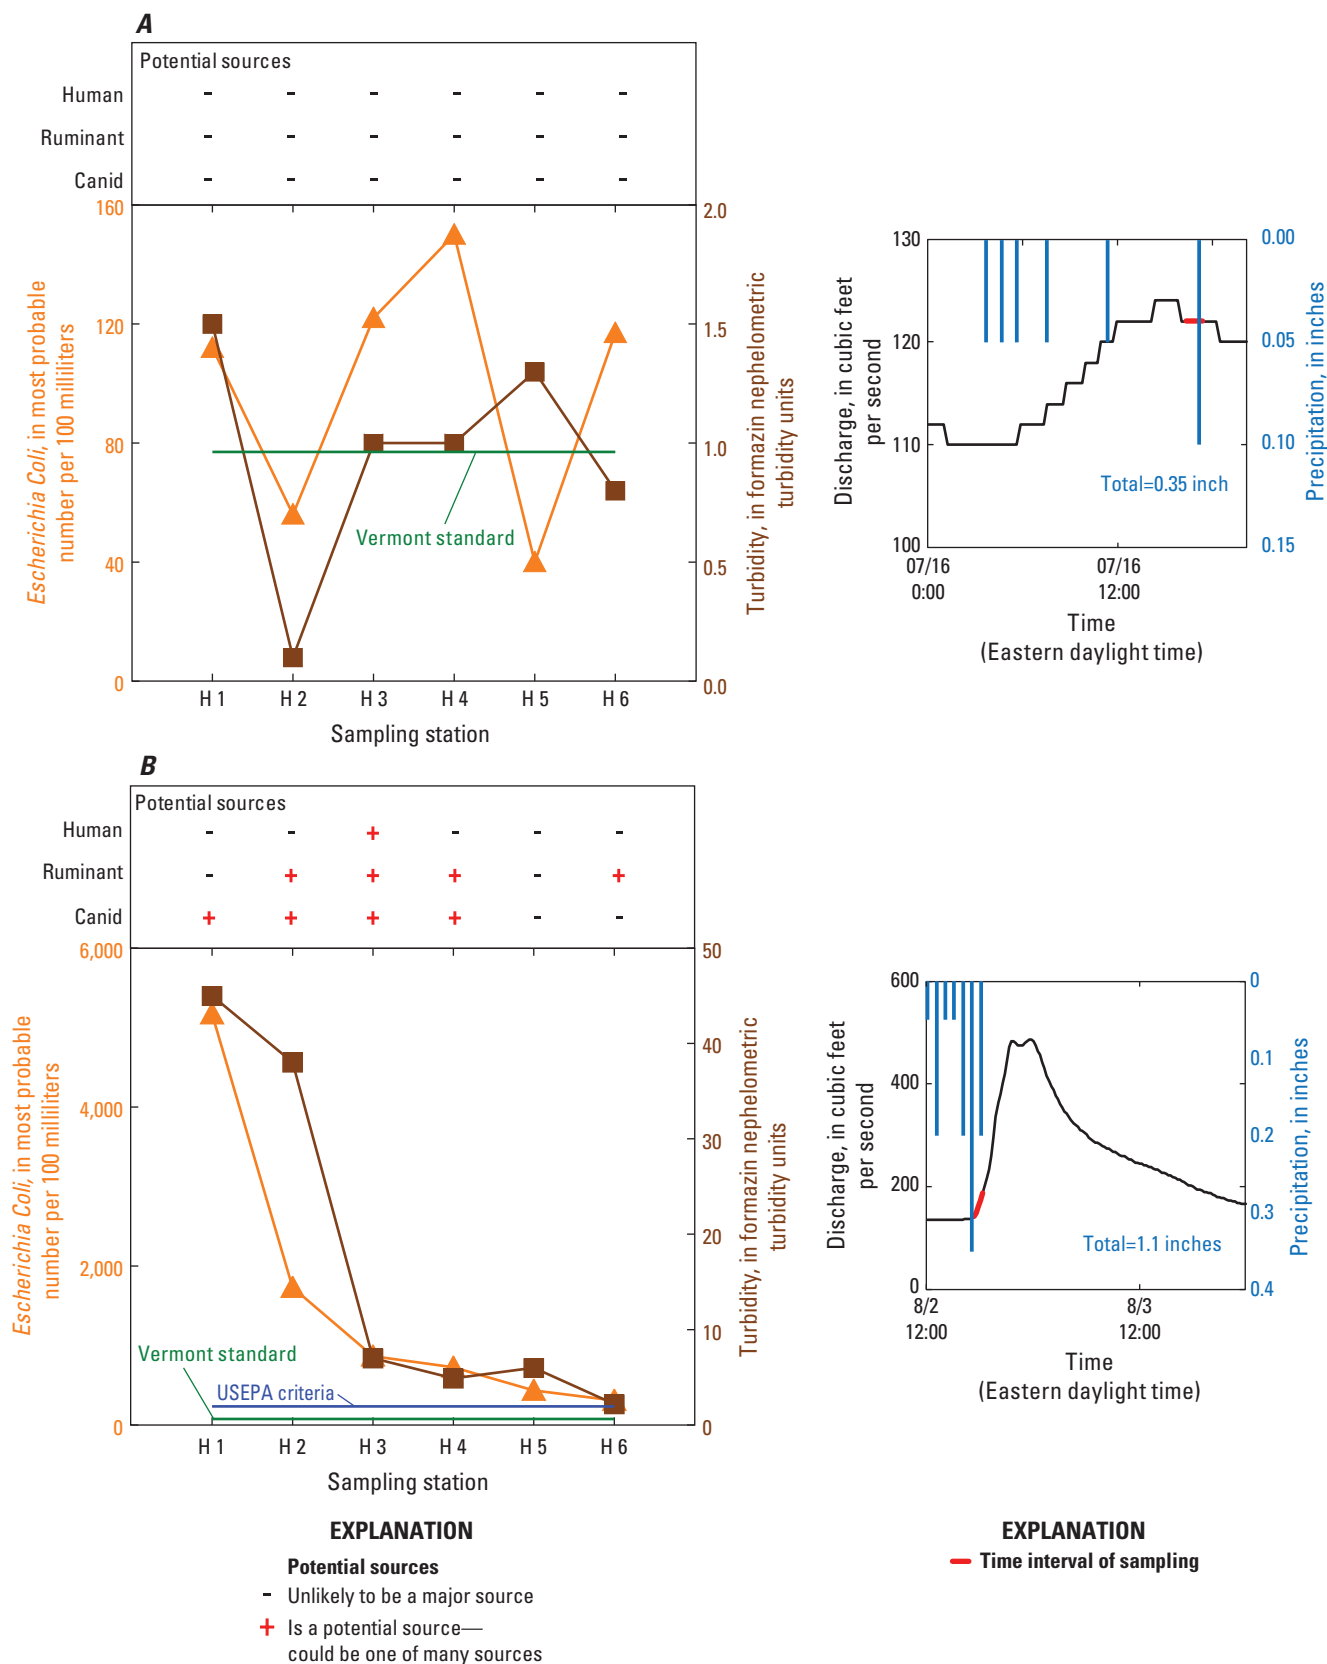 A
Potential sources
Human
- - - - - -
Ruminant
- - - - - -
Canid
- - - - - -
160
120
80
40
0
Escherichia Coli, in most probable
number per 100 milliliters
2.0
1.5
1.0
0.5
0.0
Turbidity, in formazin nephelometric
turbidity units
Vermont standard
H 1 H 2 H 3 H 4 H 5 H 6
Sampling station
130
120
110
100
Discharge, in cubic feet
per second
0.00
0.05
0.10
0.15
Precipitation, in inches
Total=0.35 inch
07/16 07/16
0:00 12:00
Time
(Eastern daylight time)
B
Potential sources
Human
- - + - - -
Ruminant
- + + + - +
Canid
+ + + + - -
6,000
4,000
2,000
0
Escherichia Coli, in most probable
number per 100 milliliters
50
40
30
20
10
0
Turbidity, in formazin nephelometric
turbidity units
Vermont standard
USEPA criteria
H 1 H 2 H 3 H 4 H 5 H 6
Sampling station
600
400
200
0
Discharge, in cubic feet
per second
0
0.1
0.2
0.3
0.4
Precipitation, in inches
Total=1.1 inches
8/2 8/3
12:00 12:00
Time
(Eastern daylight time)
EXPLANATION
Potential sources
- Unlikely to be a major source
+ Is a potential source—
could be one of many sources
EXPLANATION
Time interval of sampling